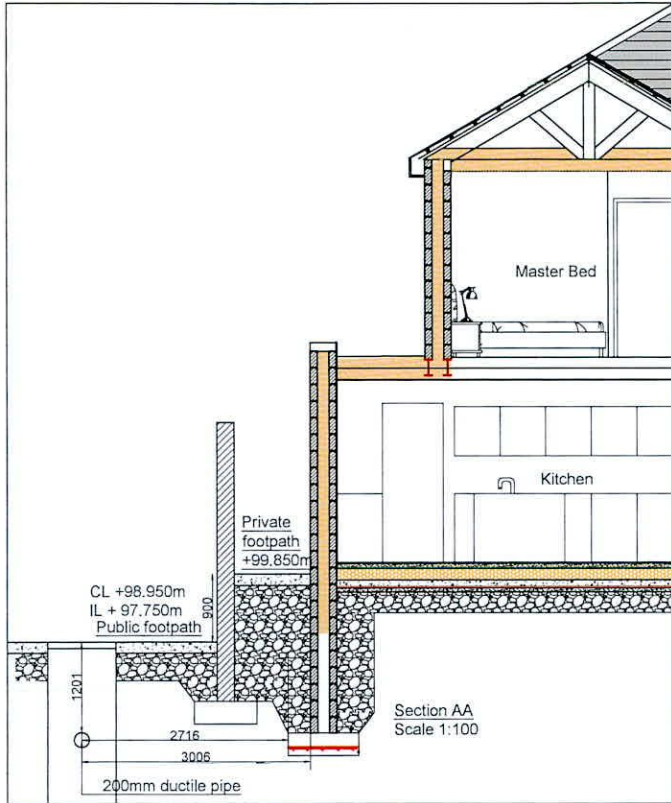 Master Bed
Kitchen
Private
footpath
+99.850m
CL +98.950m
IL + 97.750m
Public footpath
900
1201
2716
3006
200mm ductile pipe
Section AA
Scale 1:100